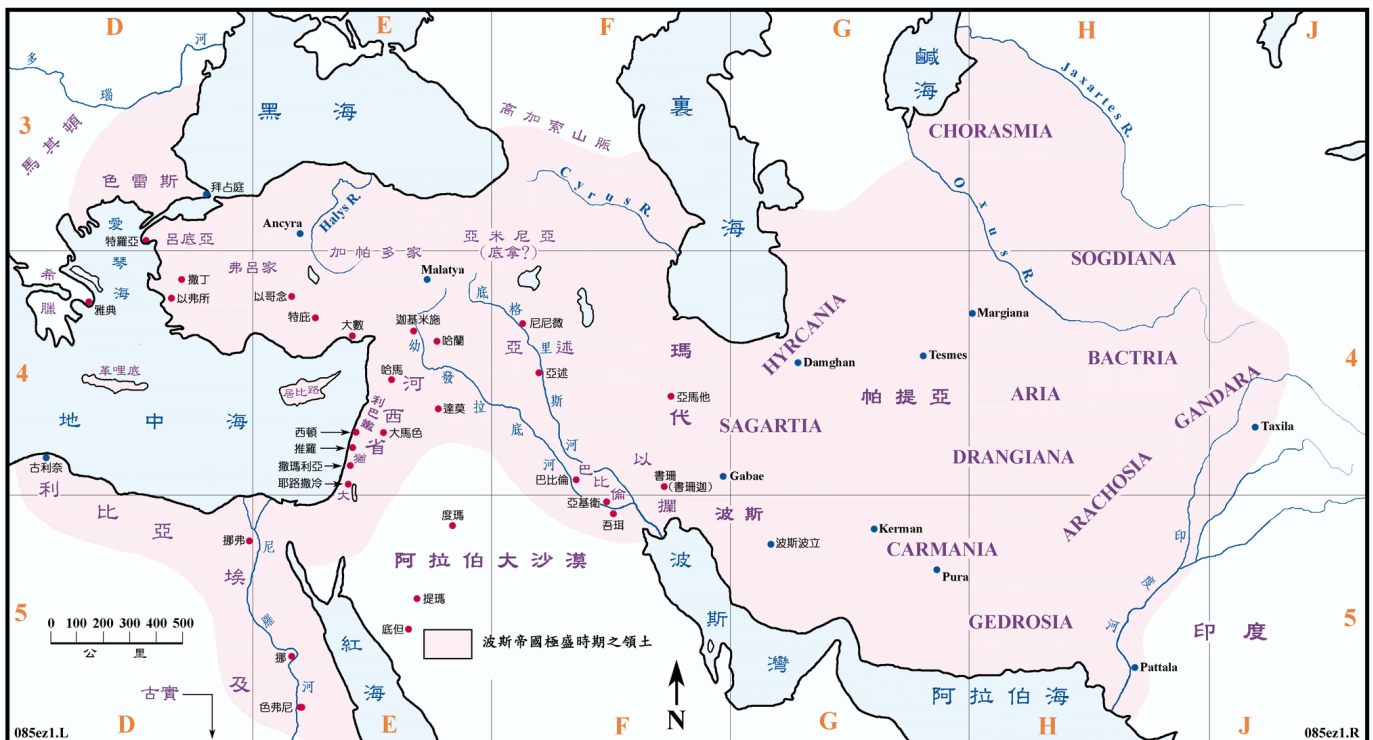 D
E
F
G
H
J
3
4
5
3
4
5
D
E
F
G
H
J
多瑙河
黑海
裏海
鹹海
Jaxartes R.
高加索山脈
CHORASMIA
馬其頓
色雷斯
拜占庭
Cyrus R.
Oxus R.
愛琴海
特羅亞
呂底亞
Ancyra
Halys R.
加帕多家
亞米尼亞
(底拿?)
SOGDIANA
希臘
雅典
撒丁
以弗所
弗呂家
以哥念
特庇
大數
Malatya
底格里斯河
尼尼微
迦基米施
哈蘭
亞述
亞述
幼發拉底河
瑪代
HYRCANIA
Damghan
Tesmes
Margiana
BACTRIA
革哩底
居比路
哈馬
河西省
達莫
亞馬他
帕提亞
ARIA
GANDARA
地中海
利巴嫩
西頓
大馬色
推羅
撒瑪利亞
耶路撒冷
猶大
SAGARTIA
Taxila
古利奈
利比亞
巴比倫
巴比倫
以攔
書珊
(書珊迦)
Gabae
DRANGIANA
ARACHOSIA
亞基衛
吾珥
波斯
度瑪
挪弗
尼羅河
埃及
阿拉伯大沙漠
波斯灣
波斯波立
Kerman
CARMANIA
Pura
印度河
提瑪
底但
GEDROSIA
印度
0 100 200 300 400 500
公里
紅海
波斯帝國極盛時期之領土
挪
古實
色弗尼
N
阿拉伯海
Pattala
085ez1.L
085ez1.R